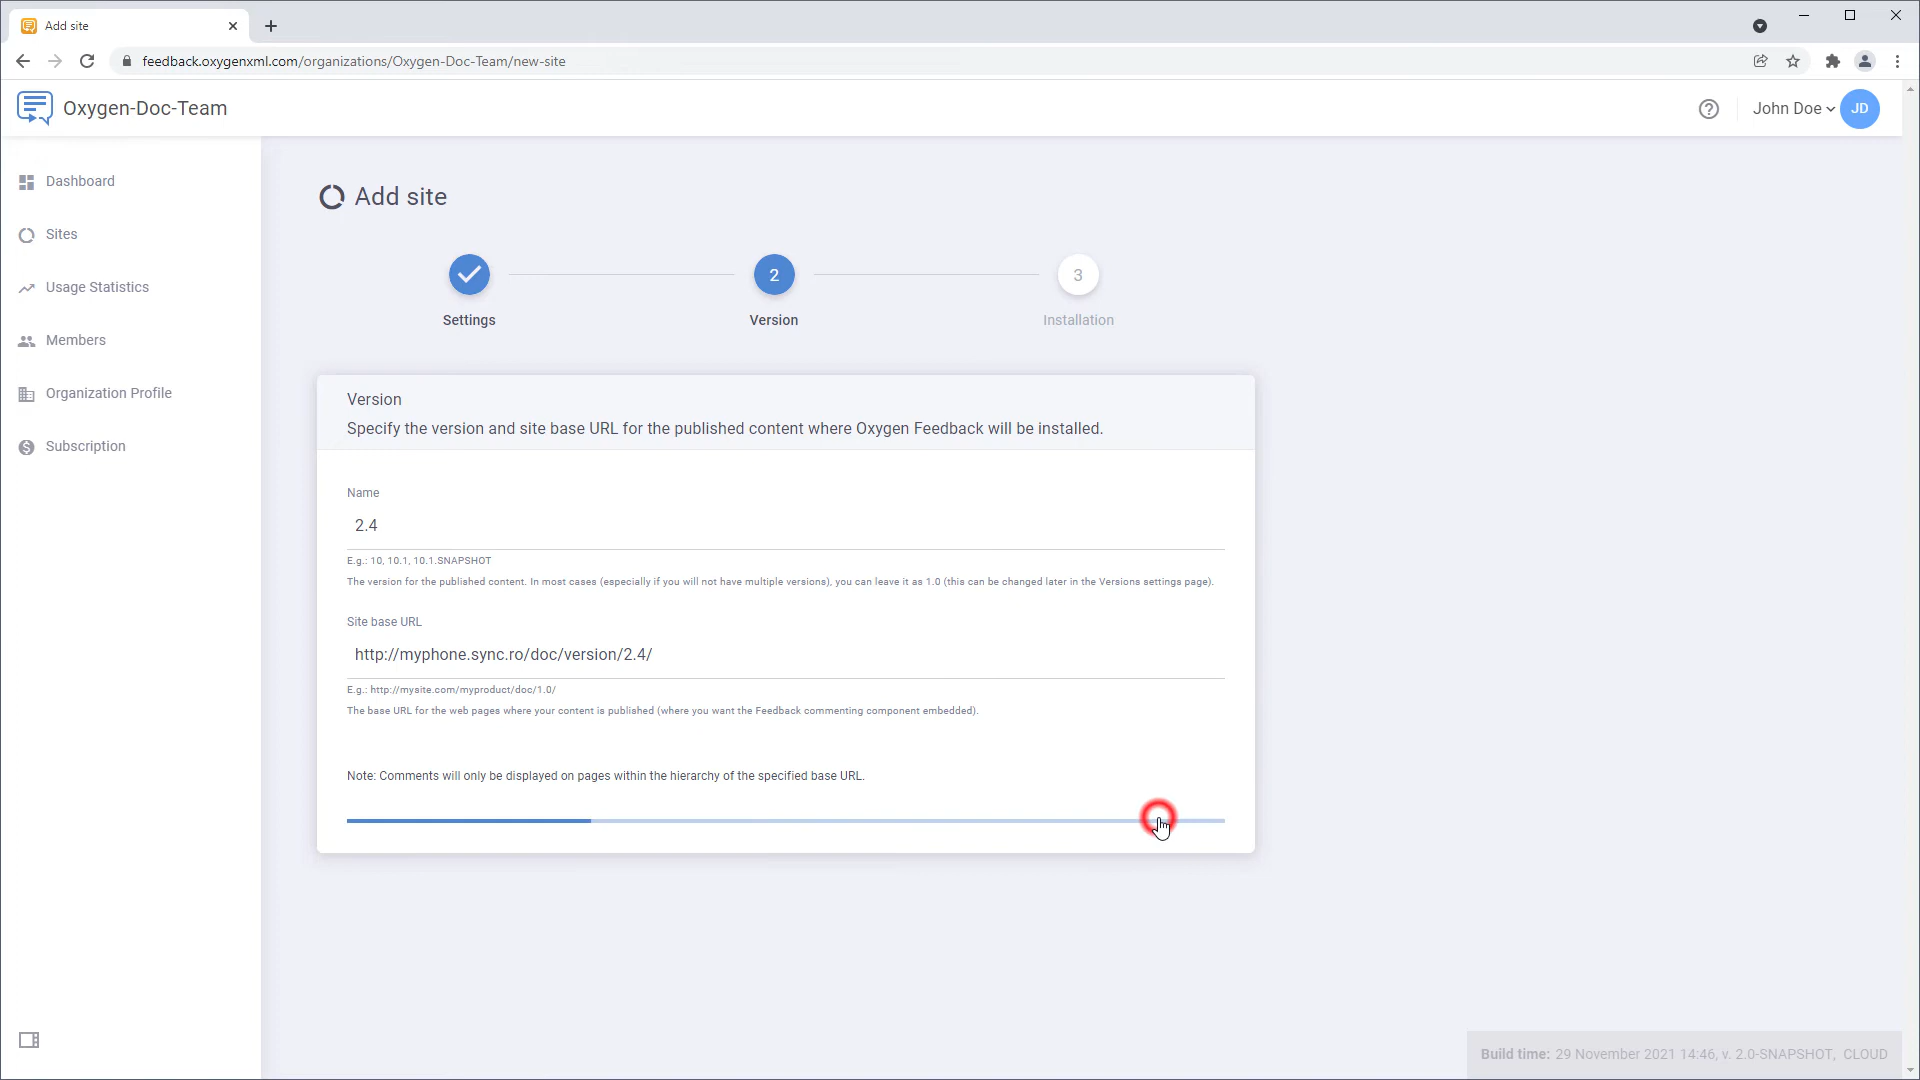 Add site
feedback.oxygenxml.com/organizations/Oxygen-Doc-Team/new-site
Oxygen-Doc-Team
John Doe
JD
Dashboard
Sites
Usage Statistics
Members
Organization Profile
Subscription
Add site
2
3
Settings
Version
Installation
Version
Specify the version and site base URL for the published content where Oxygen Feedback will be installed.
Name
2.4
E.g.: 10, 10.1, 10.1.SNAPSHOT
The version for the published content. In most cases (especially if you will not have multiple versions), you can leave it as 1.0 (this can be changed later in the Versions settings page).
Site base URL
http://myphone.sync.ro/doc/version/2.4/
E.g.: http://mysite.com/myproduct/doc/1.0/
The base URL for the web pages where your content is published (where you want the Feedback commenting component embedded).
Note: Comments will only be displayed on pages within the hierarchy of the specified base URL.
Build time: 29 November 2021 14:46, v. 2.0-SNAPSHOT, CLOUD